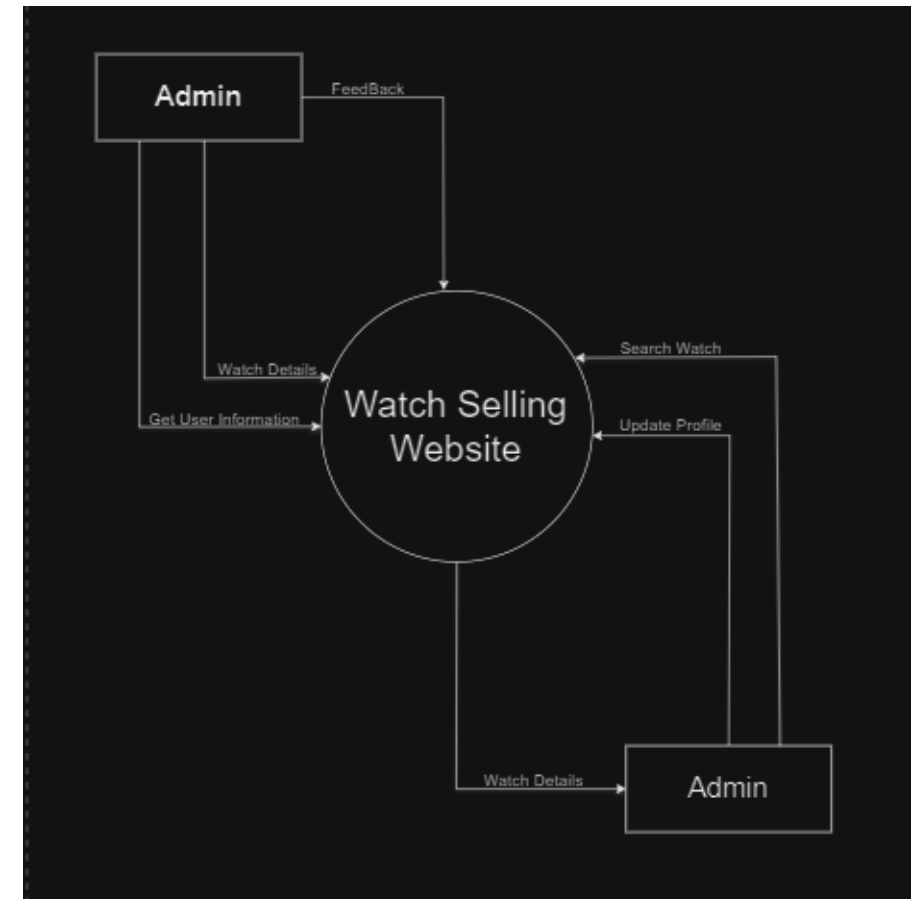 Admin
FeedBack
Search Watch
Watch Details
Watch Selling
Website
Get User Information
Update Profile
Watch Details
Admin